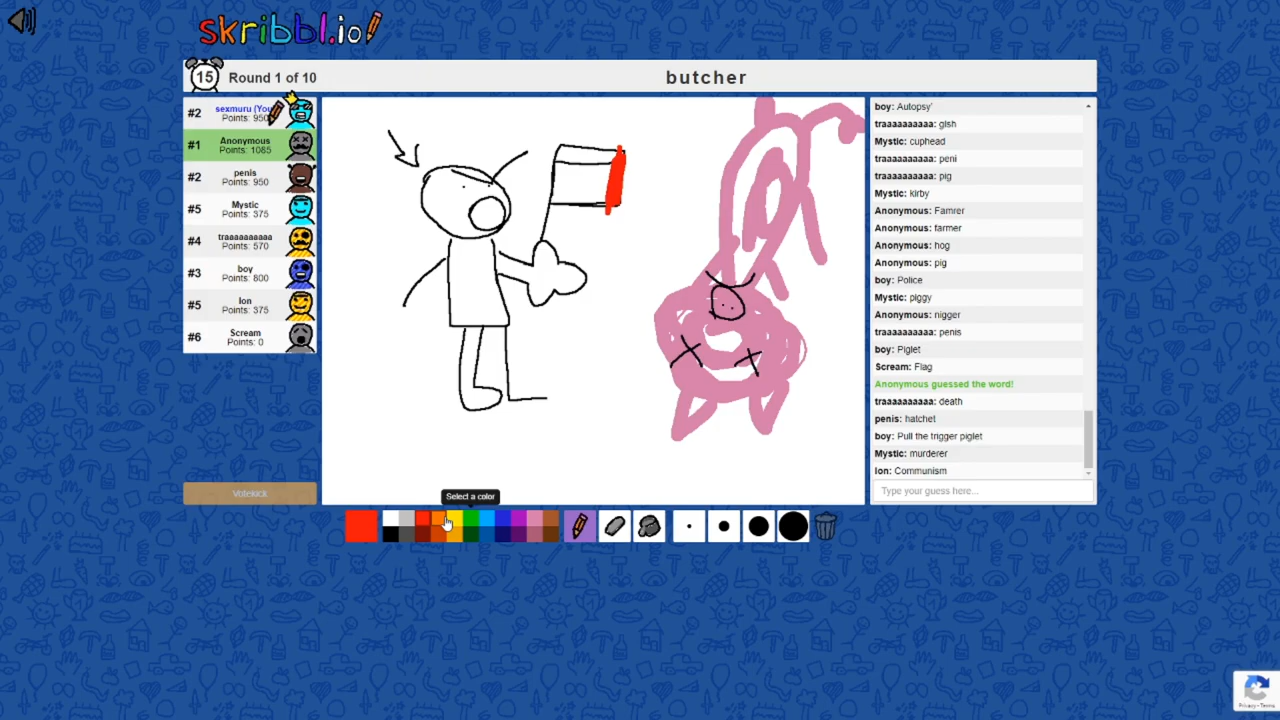 skribbl.io
15
Round 1 of 10
butcher
#2
sexmuru (You
Points: 950
#1
Anonymous
Points: 1085
#2
penis
Points: 950
#5
Mystic
Points: 375
#4
traaaaaaaaaa
Points: 570
#3
boy
Points: 800
#5
Ion
Points: 375
#6
Scream
Points: 0
Votekick
boy: Autopsy'
traaaaaaaaaa: gish
Mystic: cuphead
traaaaaaaaaa: peni
traaaaaaaaaa: pig
Mystic: kirby
Anonymous: Famrer
Anonymous: farmer
Anonymous: hog
Anonymous: pig
boy: Police
Mystic: piggy
Anonymous: nigger
traaaaaaaaaa: penis
boy: Piglet
Scream: Flag
Anonymous guessed the word!
traaaaaaaaaa: death
penis: hatchet
boy: Pull the trigger piglet
Mystic: murderer
Ion: Communism
Type your guess here...
Select a color
Privacy - Terms